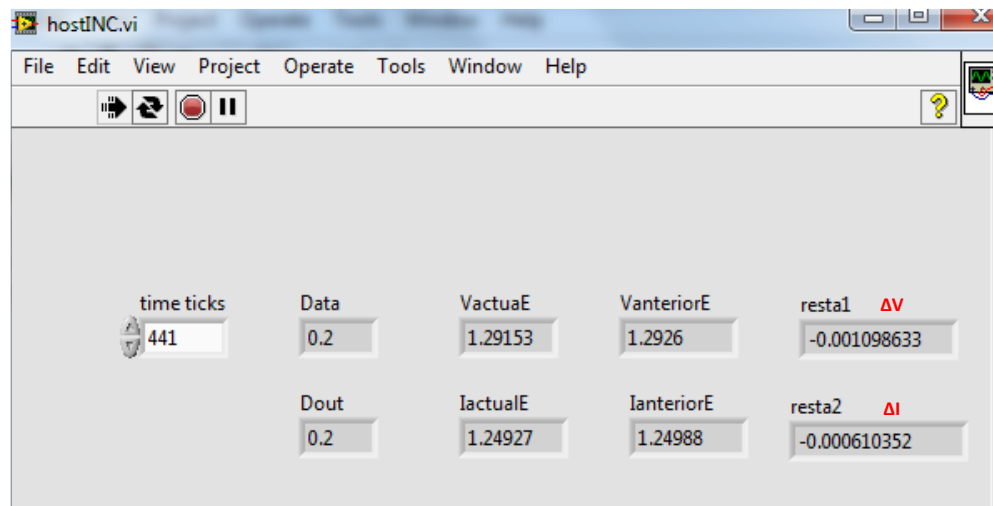 hostINC.vi
File Edit View Project Operate Tools Window Help
time ticks Data VactuaE VanteriorE resta1 ΔV
441 0.2 1.29153 1.2926 -0.001098633
Dout IactualE IanteriorE resta2 ΔI
0.2 1.24927 1.24988 -0.000610352